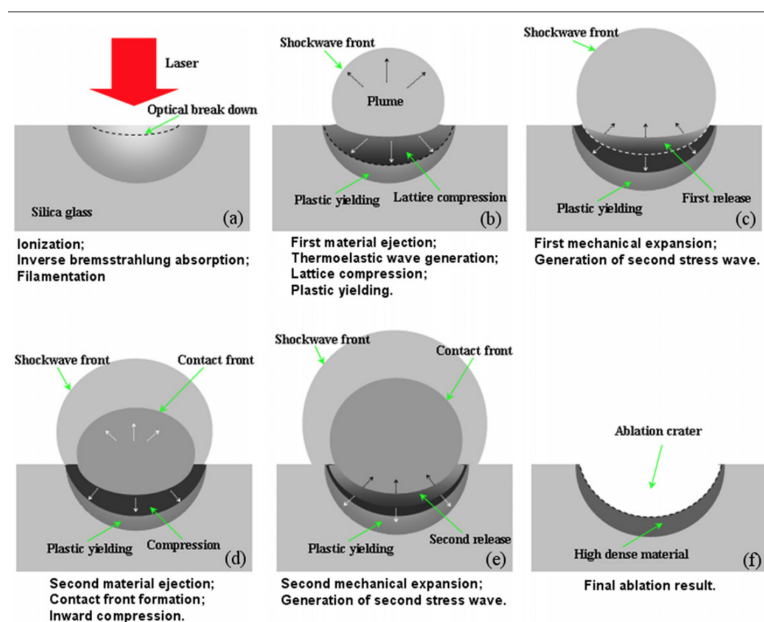 Laser
Optical break down
Silica glass
(a)
Ionization;
Inverse bremsstrahlung absorption;
Filamentation
Shockwave front
Plume
Plastic yielding
Lattice compression
(b)
First material ejection;
Thermoelastic wave generation;
Lattice compression;
Plastic yielding.
Shockwave front
Plastic yielding
First release
(c)
First mechanical expansion;
Generation of second stress wave.
Shockwave front
Contact front
Plastic yielding
Compression
(d)
Second material ejection;
Contact front formation;
Inward compression.
Shockwave front
Contact front
Plastic yielding
Second release
(e)
Second mechanical expansion;
Generation of second stress wave.
Ablation crater
High dense material
(f)
Final ablation result.